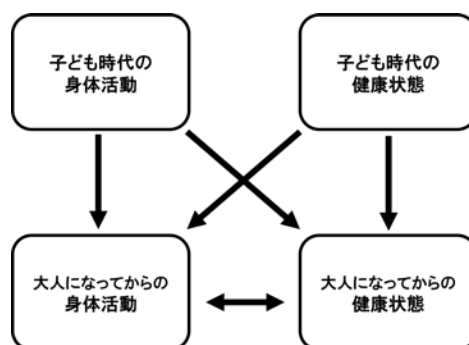 子ども時代の
身体活動
子ども時代の
健康状態
大人になってからの
身体活動
大人になってからの
健康状態